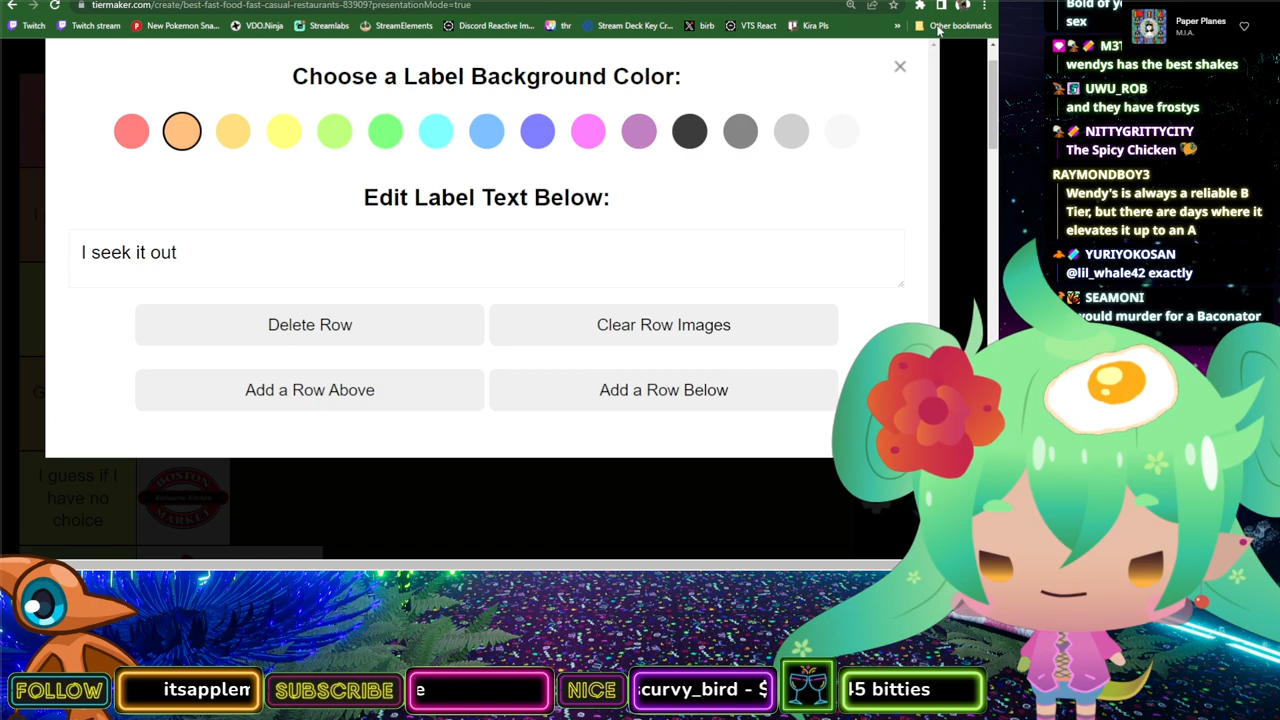 tiermaker.com/create/best-fast-food-fast-casual-restaurants-83909?presentationMode=true
Twitch
Twitch stream
New Pokemon Sna...
VDO.Ninja
Streamlabs
StreamElements
Discord Reactive Im...
thr
Stream Deck Key Cr...
birb
VTS React
Kira Pls
»
Other bookmarks
Choose a Label Background Color:
×
Edit Label Text Below:
I seek it out
Delete Row
Clear Row Images
Add a Row Above
Add a Row Below
I guess if I
have no
choice
BOSTON
MARKET
Paper Planes
M.I.A.
sex
wendys has the best shakes
UWU_ROB
and they have frostys
NITTYGRITTYCITY
The Spicy Chicken
RAYMONDBOY3
Wendy's is always a reliable B
Tier, but there are days where it
elevates it up to an A
YURIYOKOSAN
@lil_whale42 exactly
SEAMONI
would murder for a Baconator
FOLLOW
itsapplem
SUBSCRIBE
e
NICE
curvy_bird - $
45 bitties